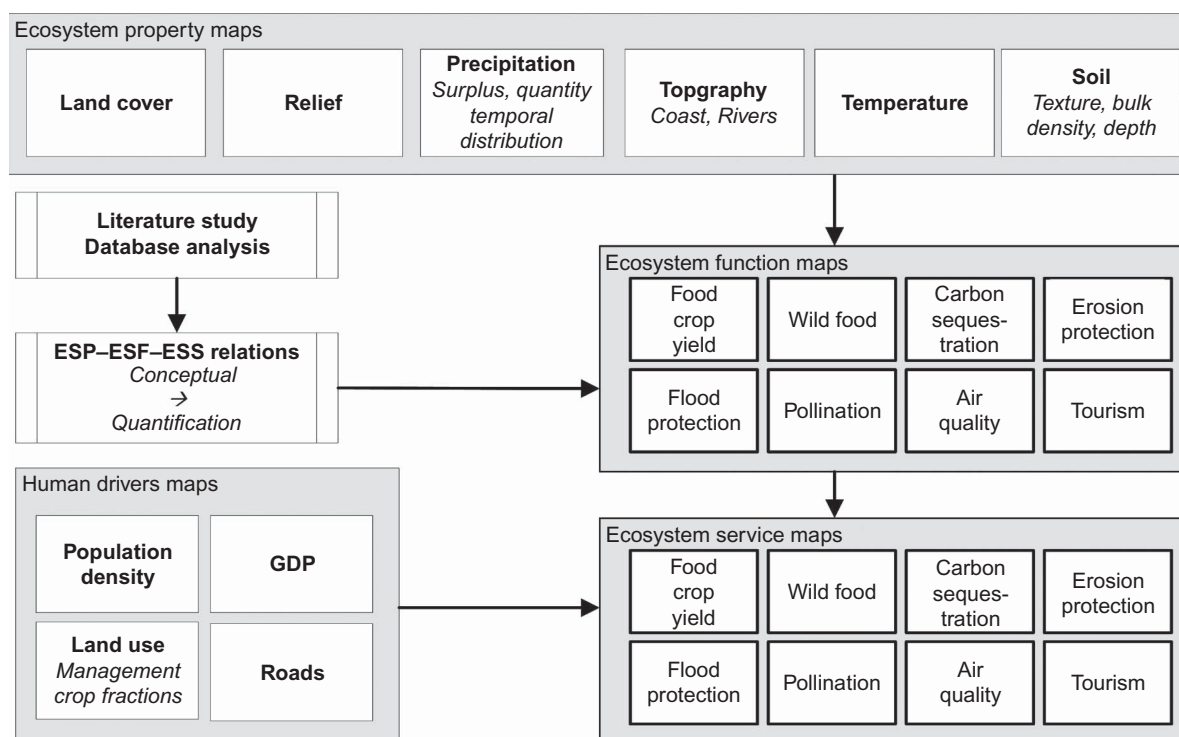 Ecosystem property maps
Land cover
Relief
Precipitation
Surplus, quantity
temporal
distribution
Topgraphy
Coast, Rivers
Temperature
Soil
Texture, bulk
density, depth
Literature study
Database analysis
ESP–ESF–ESS relations
Conceptual
→
Quantification
Ecosystem function maps
Food
crop
yield
Wild food
Carbon
seques-
tration
Erosion
protection
Flood
protection
Pollination
Air
quality
Tourism
Human drivers maps
Population
density
GDP
Land use
Management
crop fractions
Roads
Ecosystem service maps
Food
crop
yield
Wild food
Carbon
seques-
tration
Erosion
protection
Flood
protection
Pollination
Air
quality
Tourism